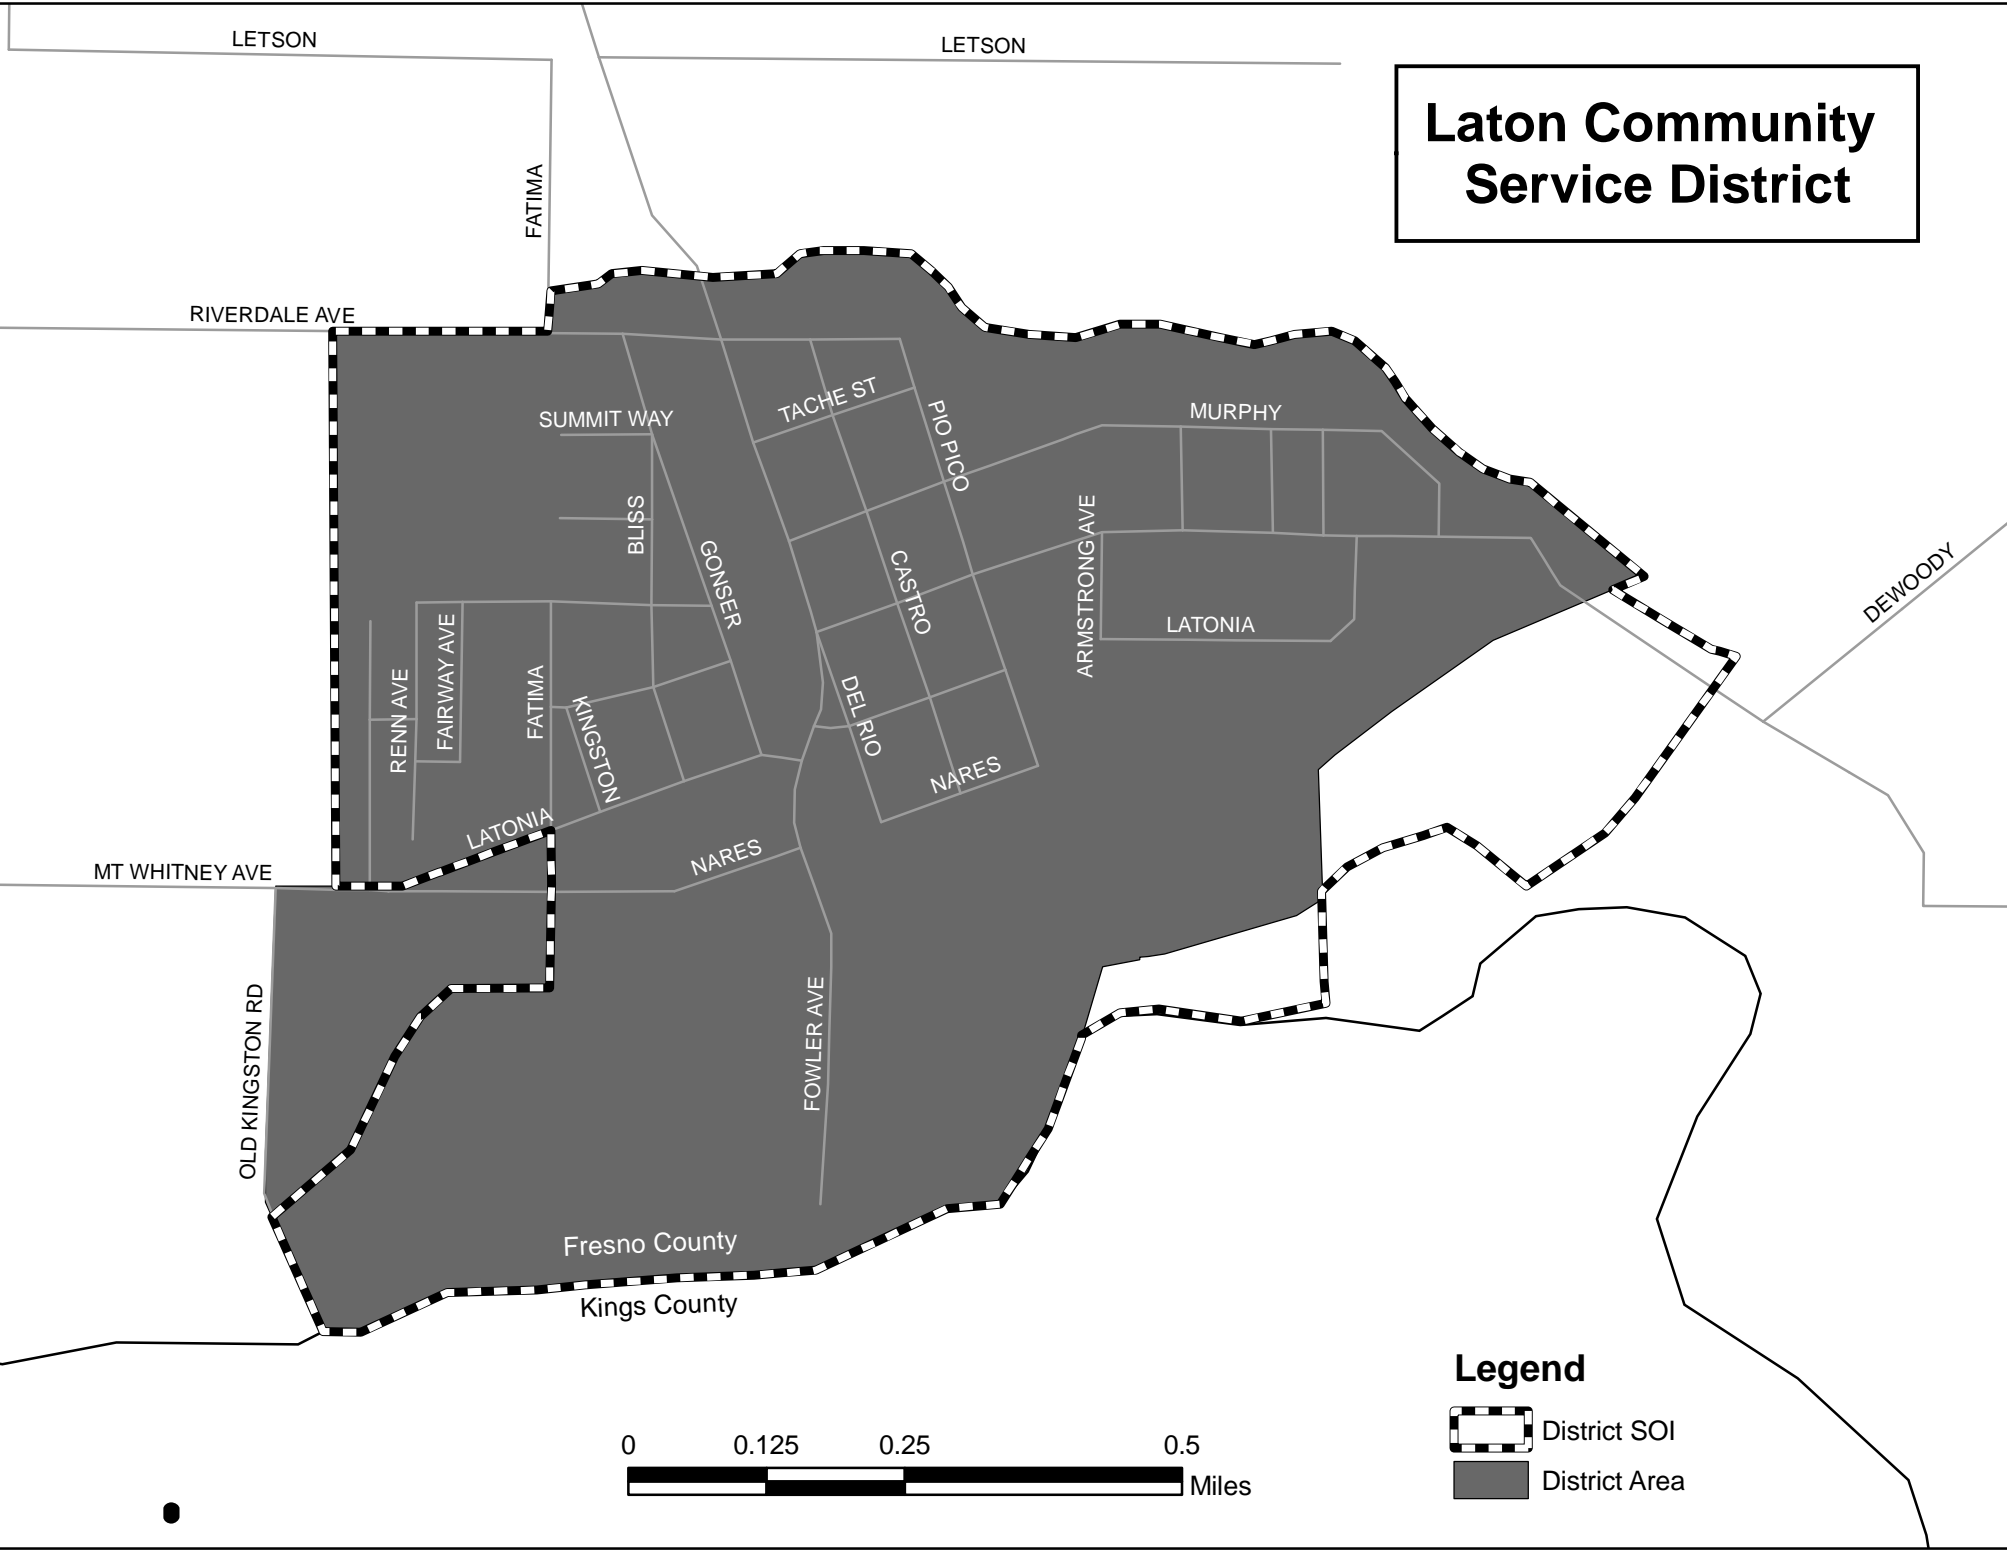 LETSON
LETSON
Laton Community
Service District
FATIMA
RIVERDALE AVE
TACHE ST
SUMMIT WAY
PIO PICO
MURPHY
BLISS
GONSER
CASTRO
ARMSTRONG AVE
DEWOODY
LATONIA
RENN AVE
FAIRWAY AVE
FATIMA
KINGSTON
DEL RIO
NARES
LATONIA
NARES
MT WHITNEY AVE
OLD KINGSTON RD
FOWLER AVE
Fresno County
Kings County
Legend
District SOI
District Area
0 0.125 0.25 0.5
Miles